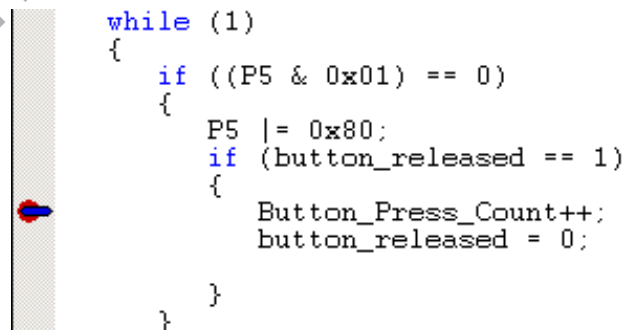 while (1)
{
if ((P5 & 0x01) == 0)
{
P5 |= 0x80;
if (button_released == 1)
{
Button_Press_Count++;
button_released = 0;
}
}